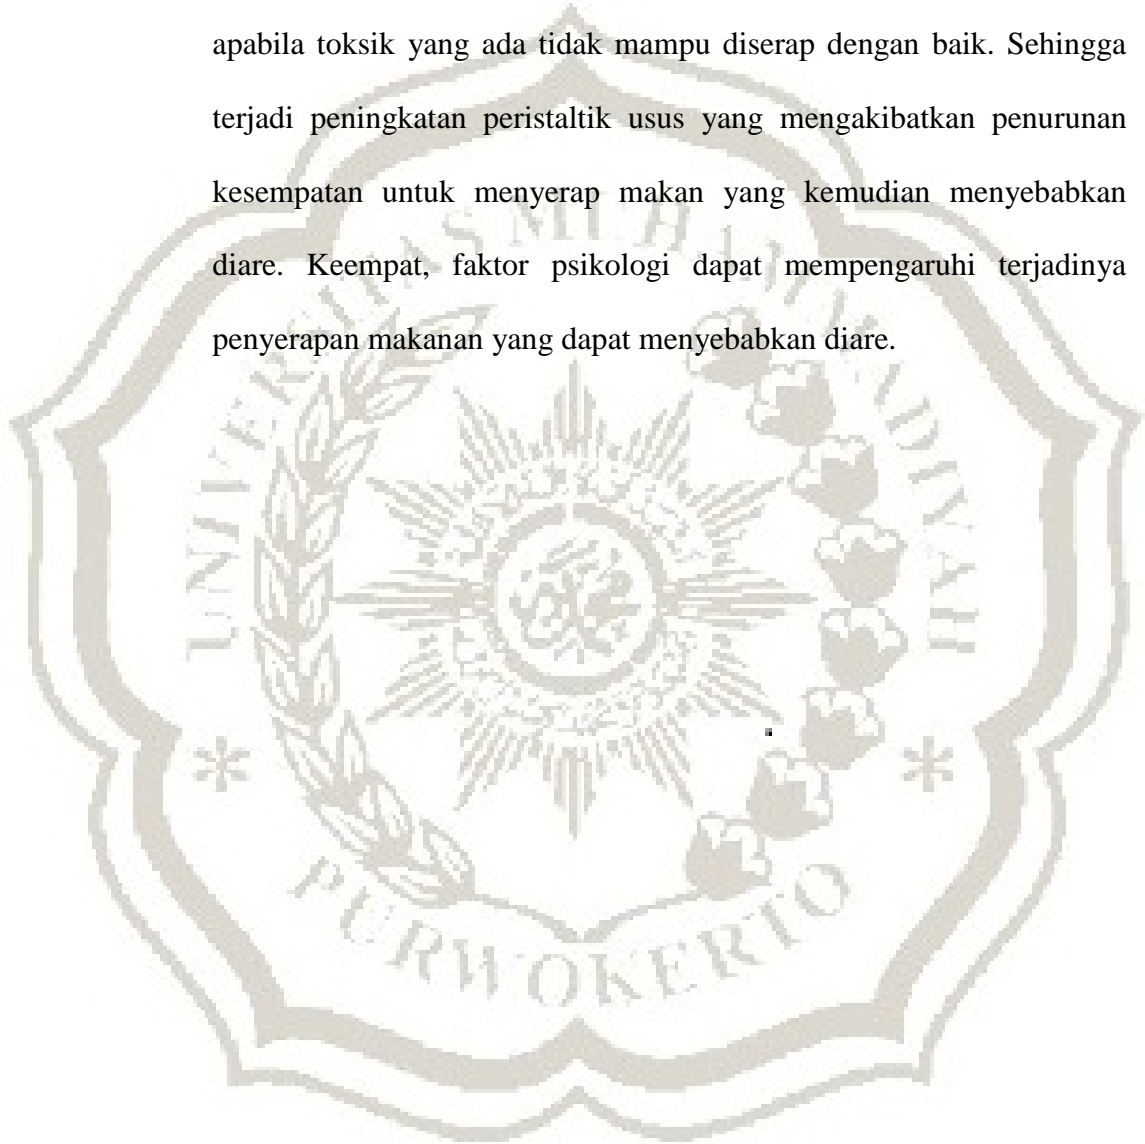 apabila toksik yang ada tidak mampu diserap dengan baik. Sehingga
terjadi peningkatan peristaltik usus yang mengakibatkan penurunan
kesempatan untuk menyerap makan yang kemudian menyebabkan
diare. Keempat, faktor psikologi dapat mempengaruhi terjadinya
penyerapan makanan yang dapat menyebabkan diare.
UNIVERSITAS MUHAMMADIYAH
PURWOKERTO